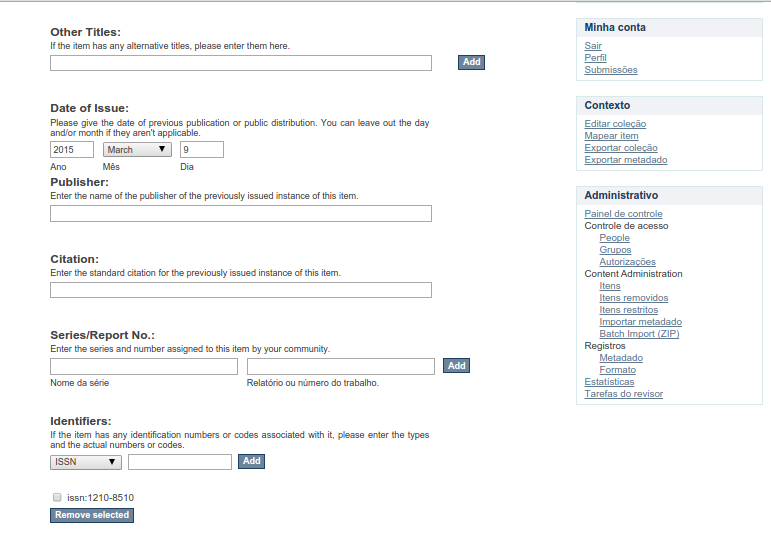 Other Titles:
If the item has any alternative titles, please enter them here.
Add
Date of Issue:
Please give the date of previous publication or public distribution. You can leave out the day
and/or month if they aren't applicable.
2015 March 9
Ano Mês Dia
Publisher:
Enter the name of the publisher of the previously issued instance of this item.
Citation:
Enter the standard citation for the previously issued instance of this item.
Series/Report No.:
Enter the series and number assigned to this item by your community.
Add
Nome da série Relatório ou número do trabalho.
Identifiers:
If the item has any identification numbers or codes associated with it, please enter the types
and the actual numbers or codes.
ISSN Add
issn:1210-8510
Remove selected
Minha conta
Sair
Perfil
Submissões
Contexto
Editar coleção
Mapear item
Exportar coleção
Exportar metadado
Administrativo
Painel de controle
Controle de acesso
People
Grupos
Autorizações
Content Administration
Itens
Itens removidos
Itens restritos
Importar metadado
Batch Import (ZIP)
Registros
Metadado
Formato
Estatísticas
Tarefas do revisor